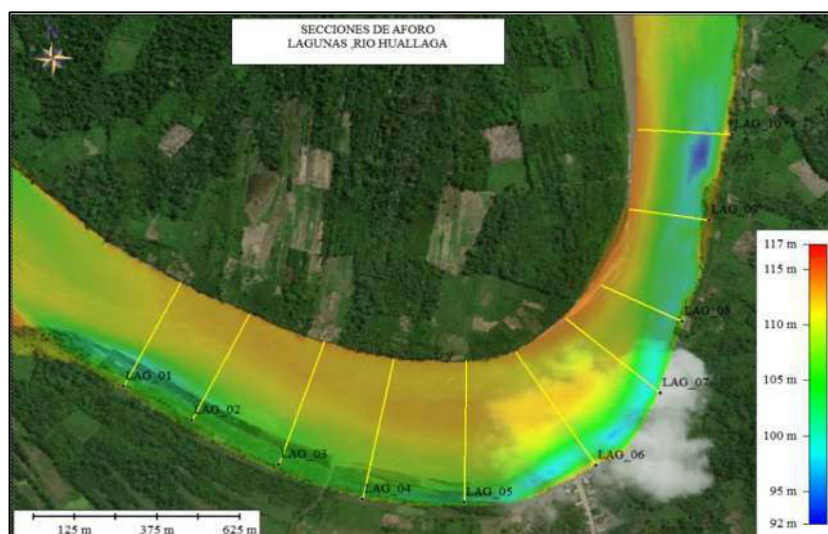 SECCIONES DE AFORO
LAGUNAS ,RIO HUALLAGA
N
LAG_10
LAG_09
117 m
115 m
110 m
105 m
100 m
95 m
92 m
LAG_08
LAG_07
LAG_01
LAG_02
LAG_03
LAG_06
LAG_04
LAG_05
125 m
375 m
625 m